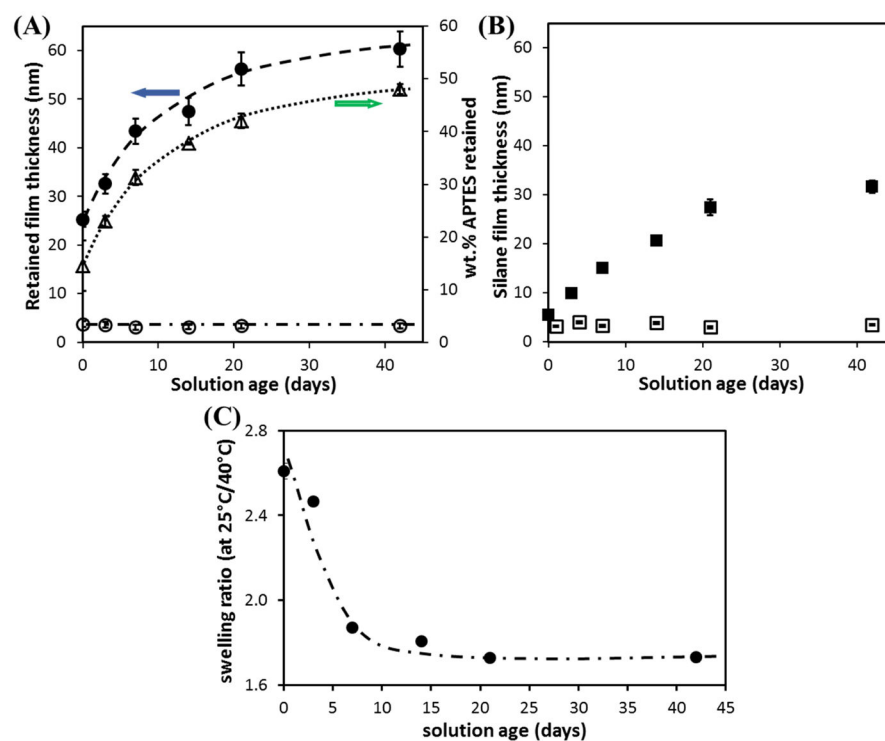 (A)
Retained film thickness (nm)
60
50
40
30
20
10
0
60
50
40
30
20
10
0
wt.% APTES retained
0 10 20 30 40
Solution age (days)
(B)
Silane film thickness (nm)
60
50
40
30
20
10
0
0 20 40
Solution age (days)
(C)
swelling ratio (at 25°C/40°C)
2.8
2.4
2.0
1.6
0 5 10 15 20 25 30 35 40 45
solution age (days)